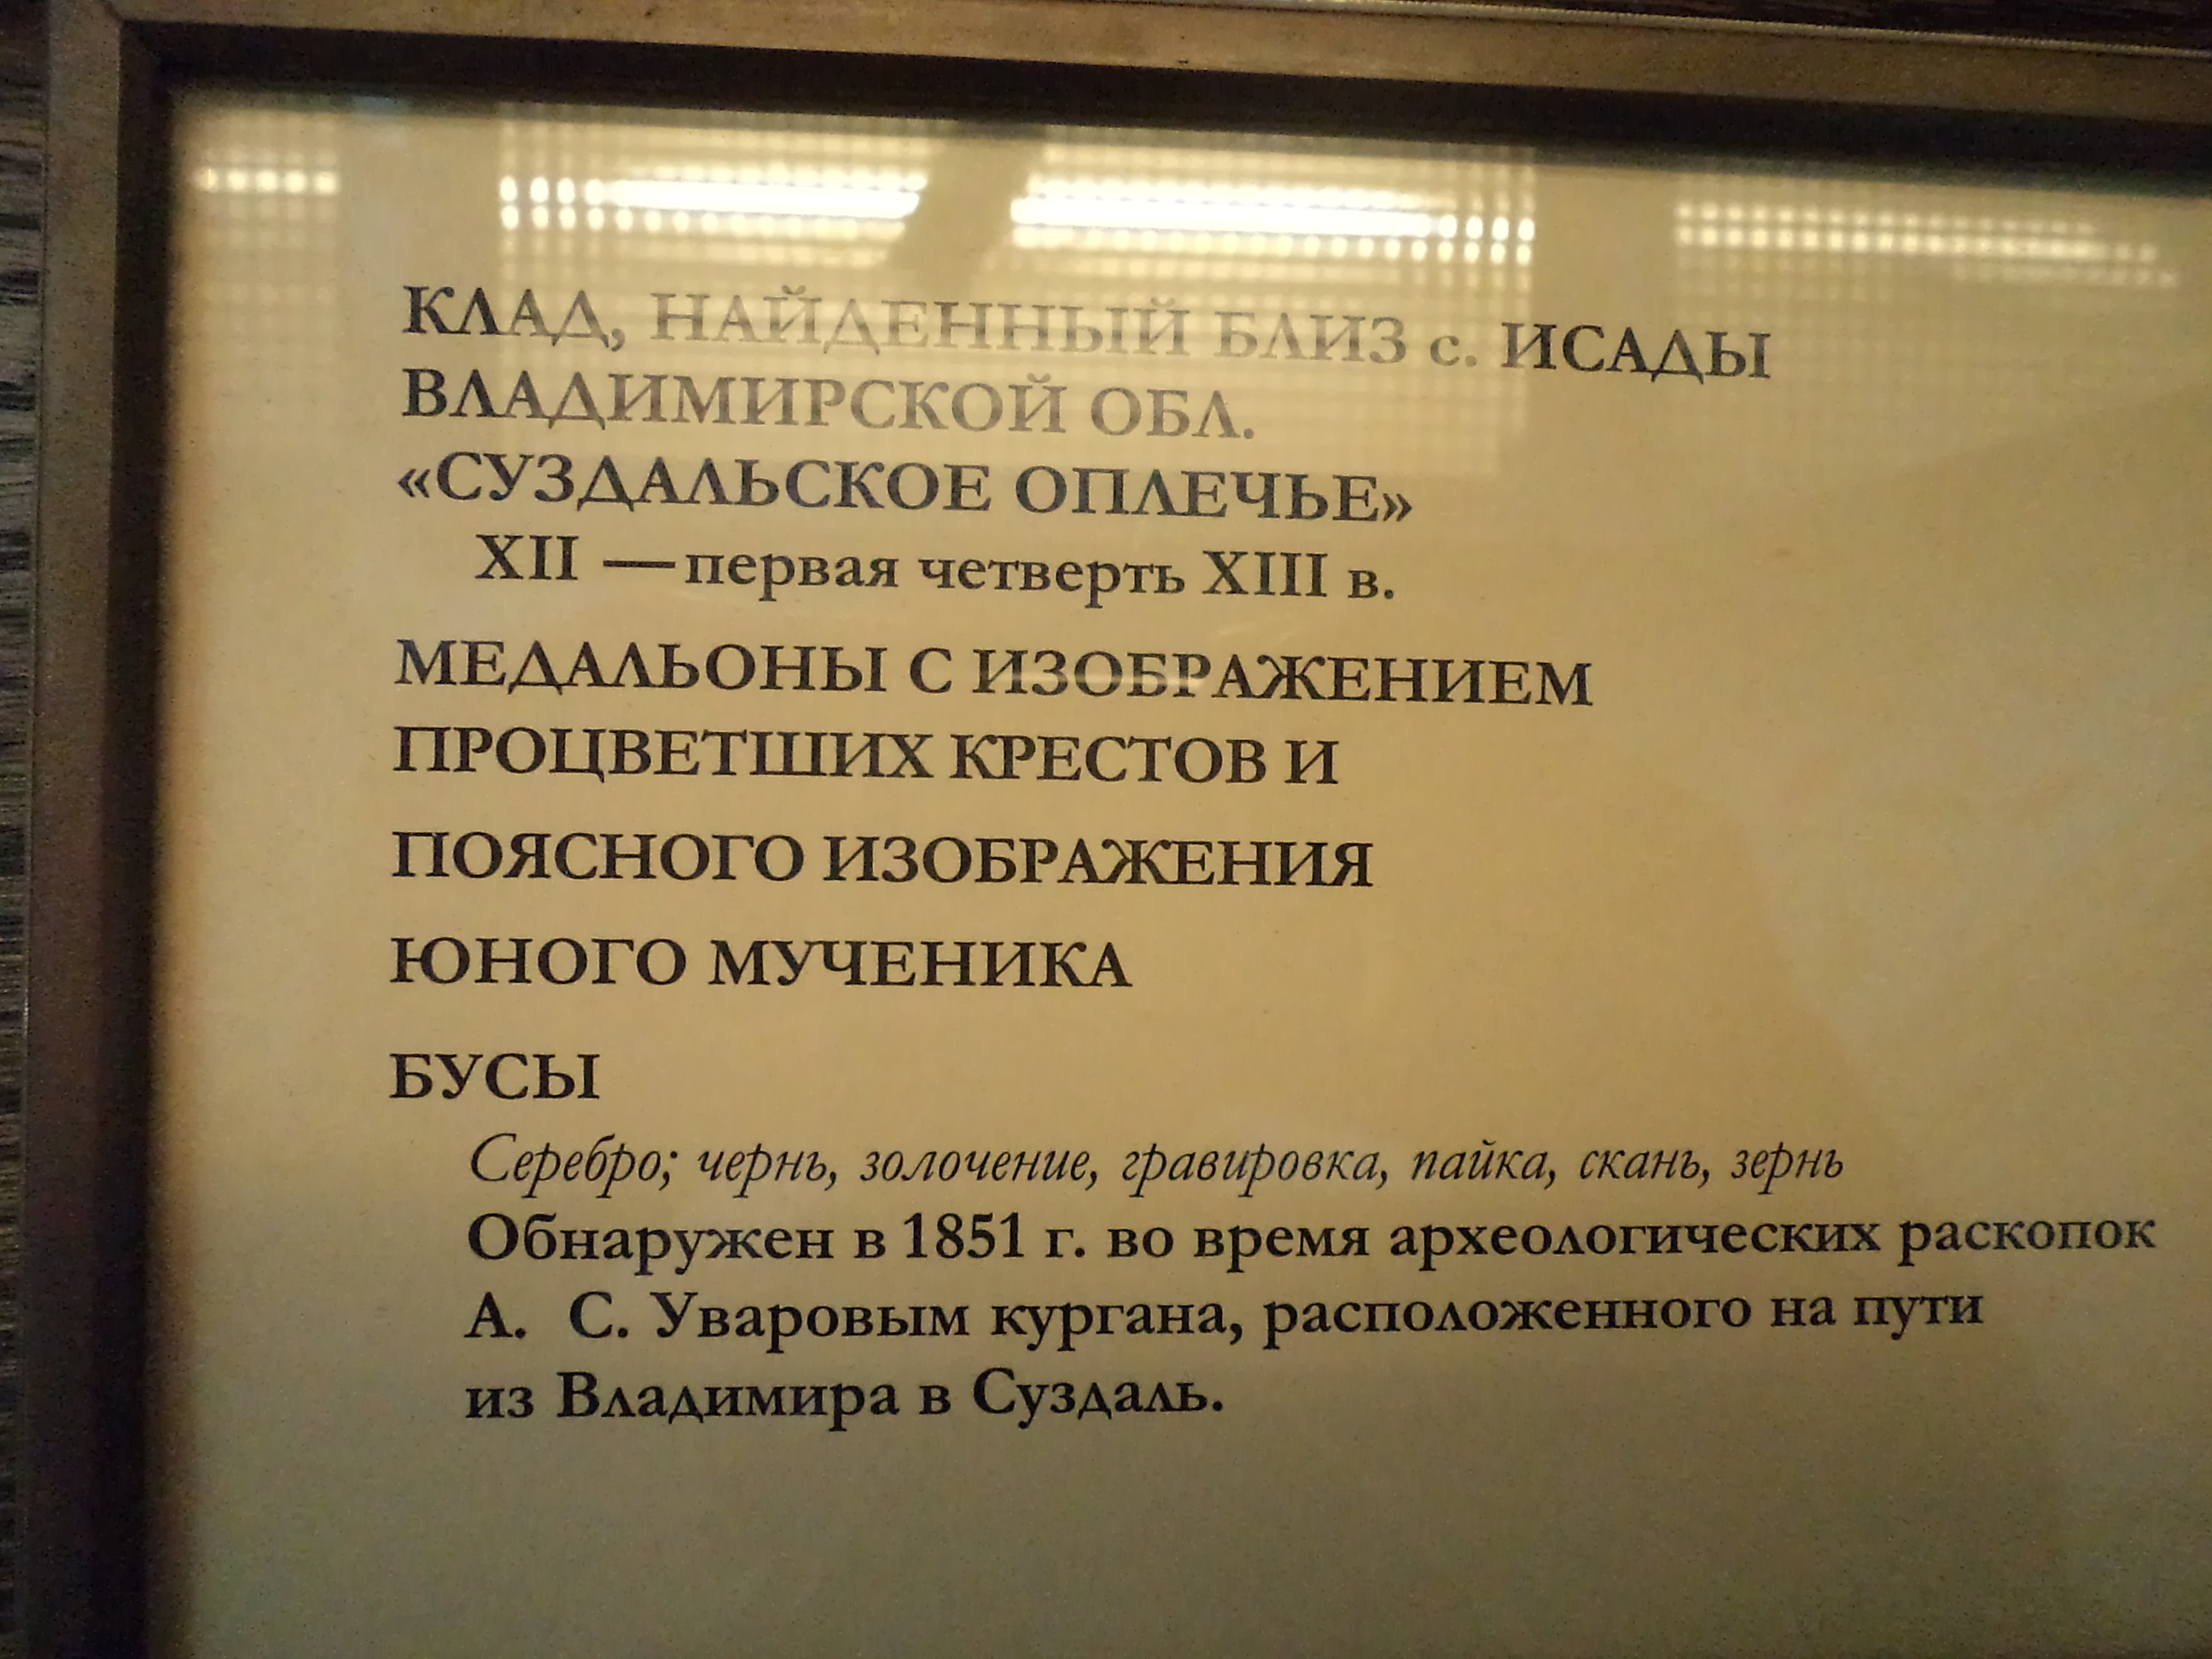 КЛАД, НАЙДЕННЫЙ БЛИЗ с. ИСАДЫ
ВЛАДИМИРСКОЙ ОБЛ.
«СУЗДАЛЬСКОЕ ОПЛЕЧЬЕ»
XII — первая четверть XIII в.
МЕДАЛЬОНЫ С ИЗОБРАЖЕНИЕМ
ПРОЦВЕТШИХ КРЕСТОВ И
ПОЯСНОГО ИЗОБРАЖЕНИЯ
ЮНОГО МУЧЕНИКА
БУСЫ
Серебро; чернь, золочение, гравировка, пайка, скань, зернь
Обнаружен в 1851 г. во время археологических раскопок
А. С. Уваровым кургана, расположенного на пути
из Владимира в Суздаль.